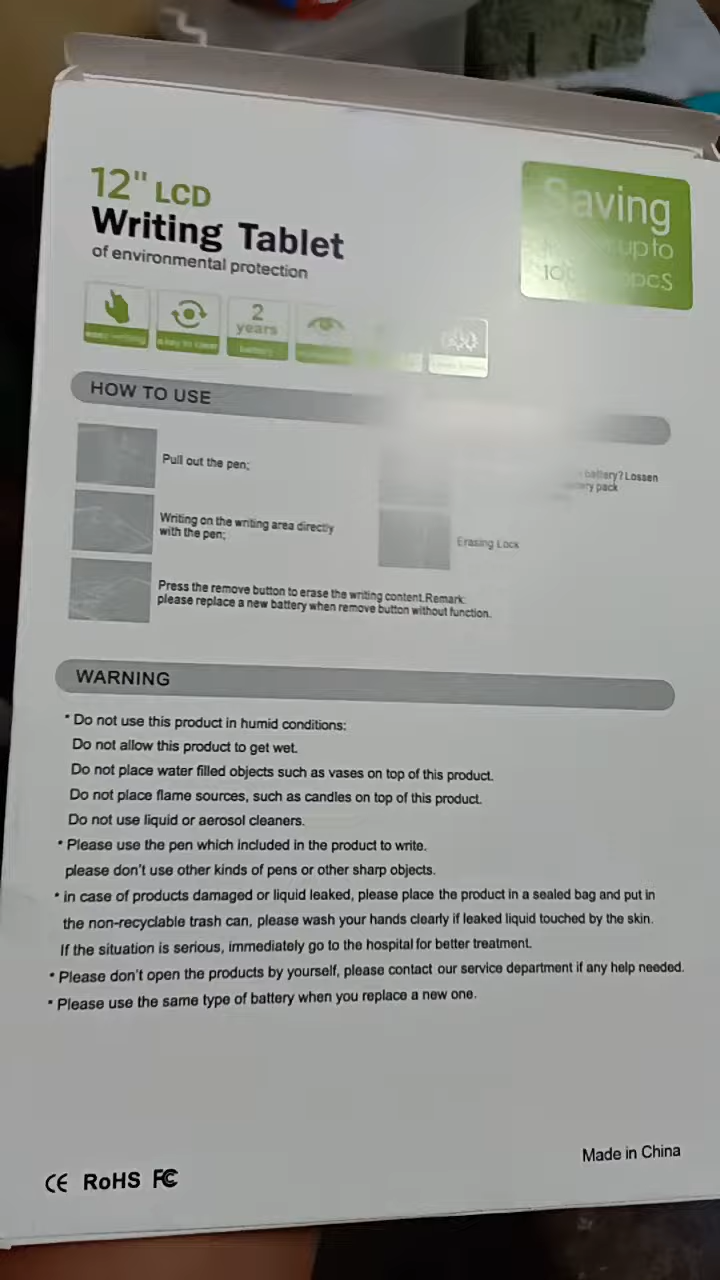 12" LCD
Writing Tablet
of environmental protection
Saving
up to
pcs
2
years
battery
HOW TO USE
Pull out the pen;
battery? Lossen
pack
Writing on the writing area directly
with the pen;
Erasing Lock
Press the remove button to erase the writing content.Remark:
please replace a new battery when remove button without function.
WARNING
* Do not use this product in humid conditions:
Do not allow this product to get wet.
Do not place water filled objects such as vases on top of this product.
Do not place flame sources, such as candles on top of this product.
Do not use liquid or aerosol cleaners.
* Please use the pen which included in the product to write.
please don't use other kinds of pens or other sharp objects.
* in case of products damaged or liquid leaked, please place the product in a sealed bag and put in
the non-recyclable trash can, please wash your hands clearly if leaked liquid touched by the skin.
If the situation is serious, immediately go to the hospital for better treatment.
* Please don't open the products by yourself, please contact our service department if any help needed.
* Please use the same type of battery when you replace a new one.
Made in China
CE RoHS FC